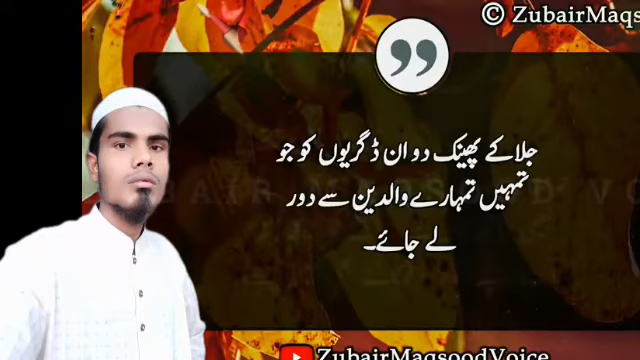 © ZubairMaqs
”
جلا کے پھینک دو ان ڈگریوں کو جو
تمہیں تمہارے والدین سے دور
لے جائے۔
ZubairMaqsoodVoice